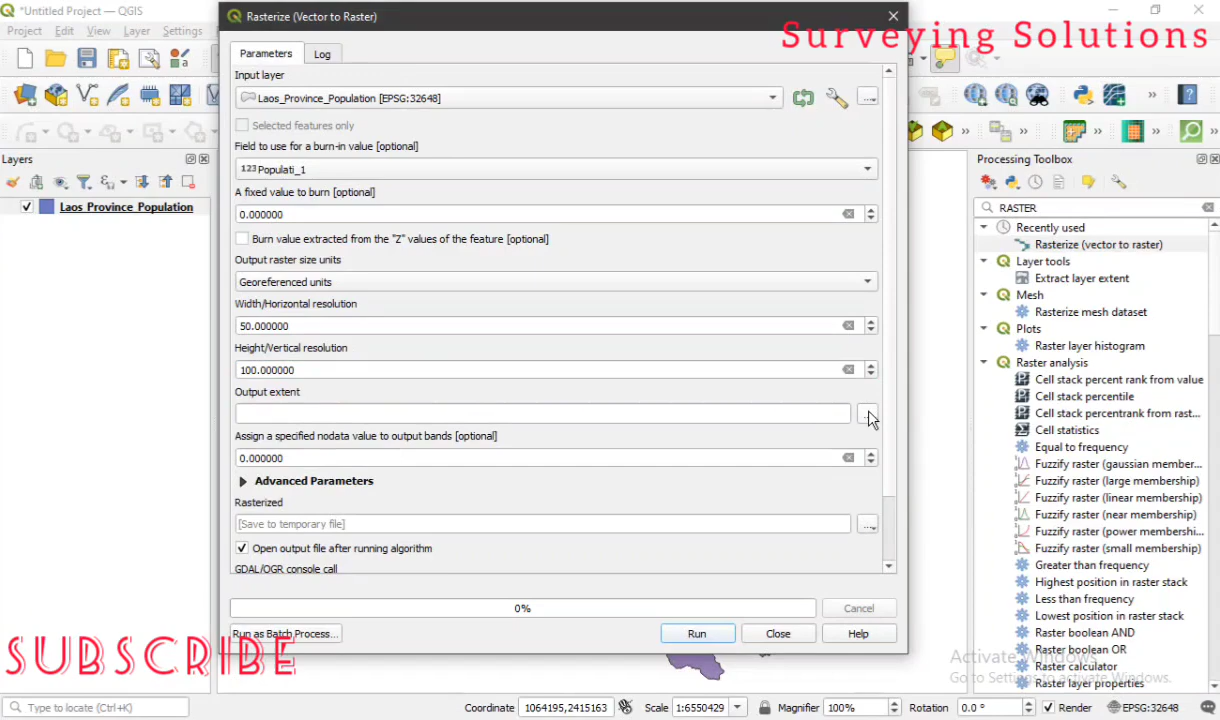 *Untitled Project — QGIS
Project Edit View Layer Settings
Rasterize (Vector to Raster)
Surveying Solutions
Parameters Log
Input layer
Laos_Province_Population [EPSG:32648]
Selected features only
Field to use for a burn-in value [optional]
123 Populati_1
A fixed value to burn [optional]
0.000000
Burn value extracted from the "Z" values of the feature [optional]
Output raster size units
Georeferenced units
Width/Horizontal resolution
50.000000
Height/Vertical resolution
100.000000
Output extent
Assign a specified nodata value to output bands [optional]
0.000000
Advanced Parameters
Rasterized
[Save to temporary file]
Open output file after running algorithm
GDAL/OGR console call
0%
Cancel
Run as Batch Process...
Run
Close
Help
Layers
Laos Province Population
Processing Toolbox
RASTER
Recently used
Rasterize (vector to raster)
Layer tools
Extract layer extent
Mesh
Rasterize mesh dataset
Plots
Raster layer histogram
Raster analysis
Cell stack percent rank from value
Cell stack percentile
Cell stack percentrank from rast...
Cell statistics
Equal to frequency
Fuzzify raster (gaussian member...
Fuzzify raster (large membership)
Fuzzify raster (linear membership)
Fuzzify raster (near membership)
Fuzzify raster (power membershi...
Fuzzify raster (small membership)
Greater than frequency
Highest position in raster stack
Less than frequency
Lowest position in raster stack
Raster boolean AND
Raster boolean OR
Raster calculator
Raster layer properties
SUBSCRIBE
Activate Windows
Go to Settings to activate Windows.
Type to locate (Ctrl+K)
Coordinate 1064195,2415163
Scale 1:6550429
Magnifier 100%
Rotation 0.0 °
Render
EPSG:32648